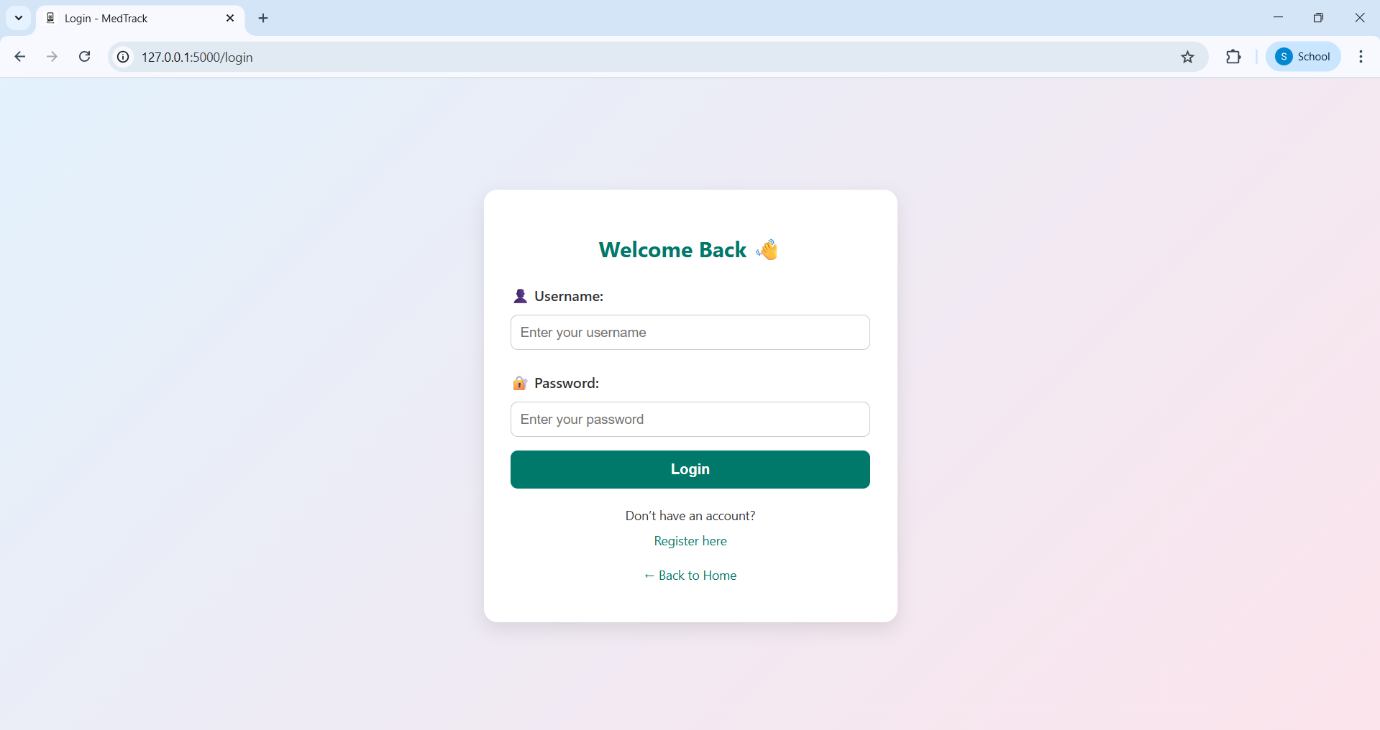 Login - MedTrack
127.0.0.1:5000/login
S School
Welcome Back 👋
👤 Username:
Enter your username
🔐 Password:
Enter your password
Login
Don’t have an account?
Register here
← Back to Home